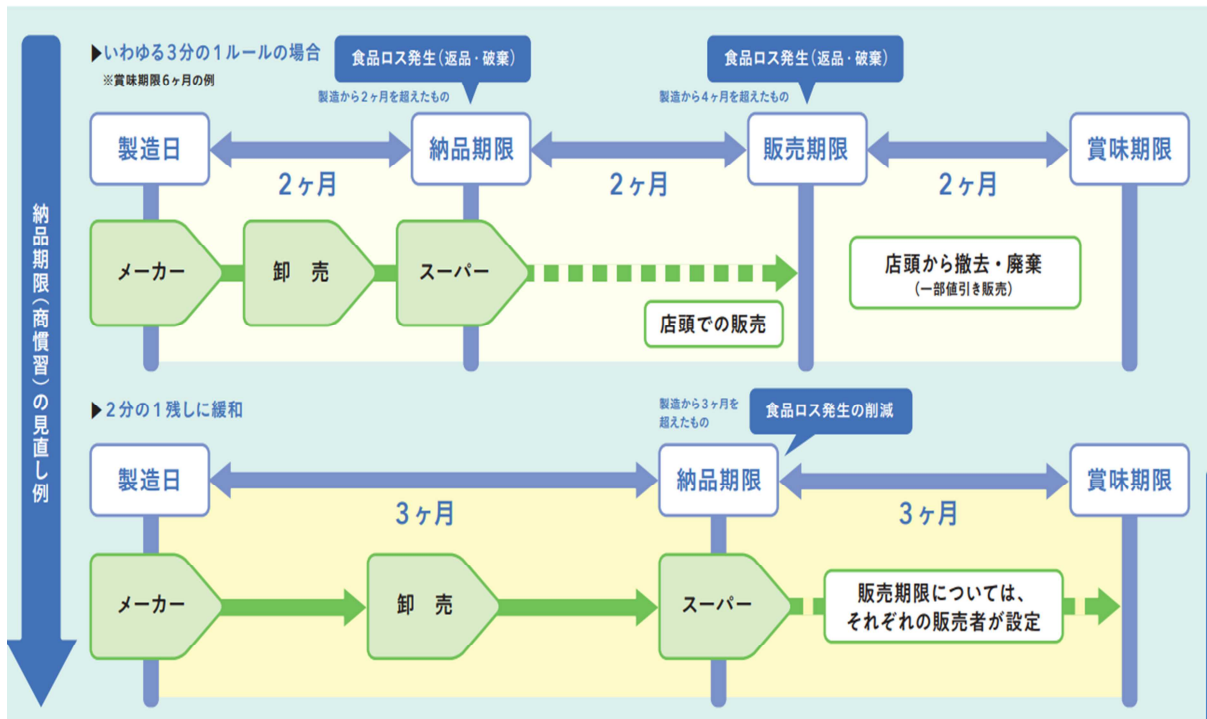 納品期限(商慣習)の見直し例
▶いわゆる3分の1ルールの場合
※賞味期限6ヶ月の例
食品ロス発生(返品・破棄)
製造から2ヶ月を超えたもの
食品ロス発生(返品・破棄)
製造から4ヶ月を超えたもの
製造日
納品期限
販売期限
賞味期限
2ヶ月
2ヶ月
2ヶ月
メーカー
卸 売
スーパー
店頭での販売
店頭から撤去・廃棄
(一部値引き販売)
▶2分の1残しに緩和
製造から3ヶ月を
超えたもの
食品ロス発生の削減
製造日
納品期限
賞味期限
3ヶ月
3ヶ月
メーカー
卸 売
スーパー
販売期限については、
それぞれの販売者が設定